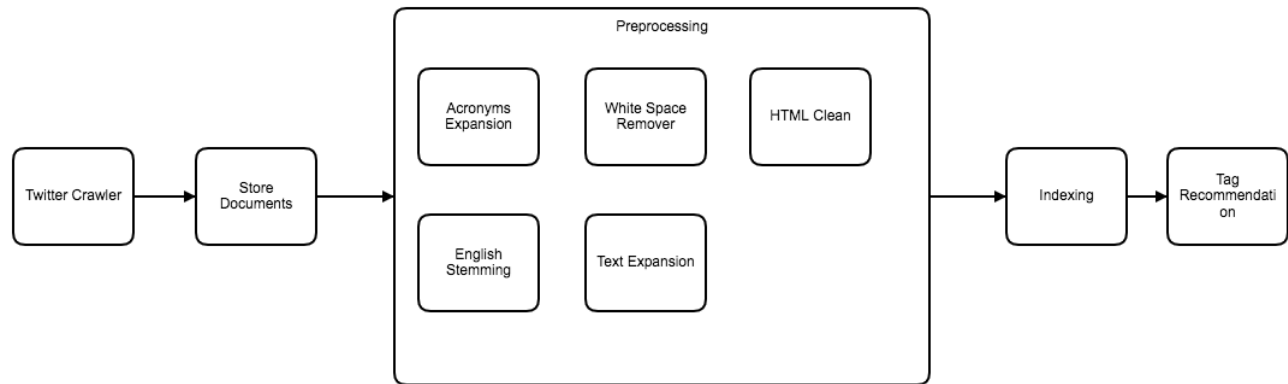 Preprocessing
Acronyms
Expansion
White Space
Remover
HTML Clean
Twitter Crawler
Store
Documents
English
Stemming
Text Expansion
Indexing
Tag
Recommendati
on